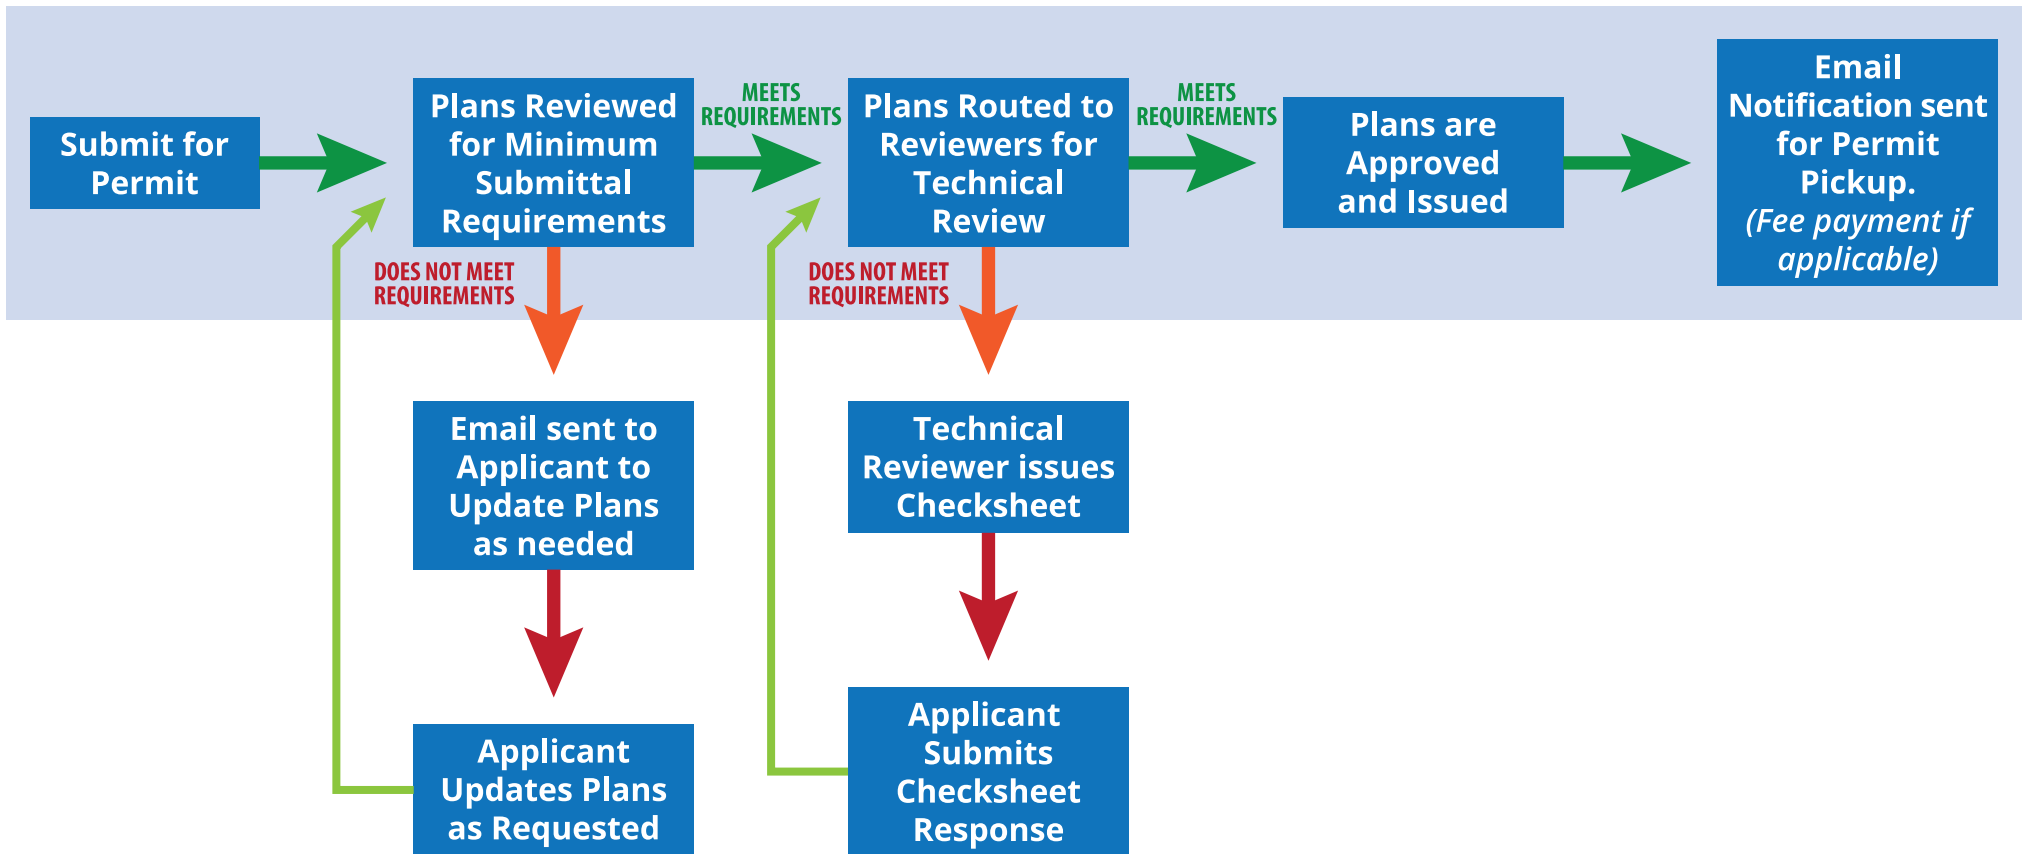 Submit for
Permit
Plans Reviewed
for Minimum
Submittal
Requirements
MEETS
REQUIREMENTS
Plans Routed to
Reviewers for
Technical
Review
MEETS
REQUIREMENTS
Plans are
Approved
and Issued
Email
Notification sent
for Permit
Pickup.
(Fee payment if
applicable)
DOES NOT MEET
REQUIREMENTS
DOES NOT MEET
REQUIREMENTS
Email sent to
Applicant to
Update Plans
as needed
Technical
Reviewer issues
Checksheet
Applicant
Updates Plans
as Requested
Applicant
Submits
Checksheet
Response